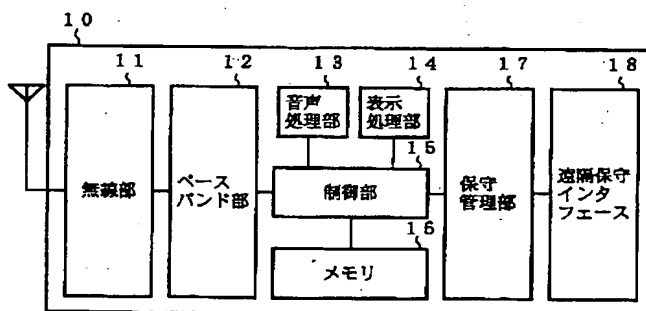 10
11
12
13
14
17
18
音声
処理部
表示
処理部
15
無線部
ベース
バンド部
制御部
保守
管理部
遠隔保守
インタ
フェース
16
メモリ